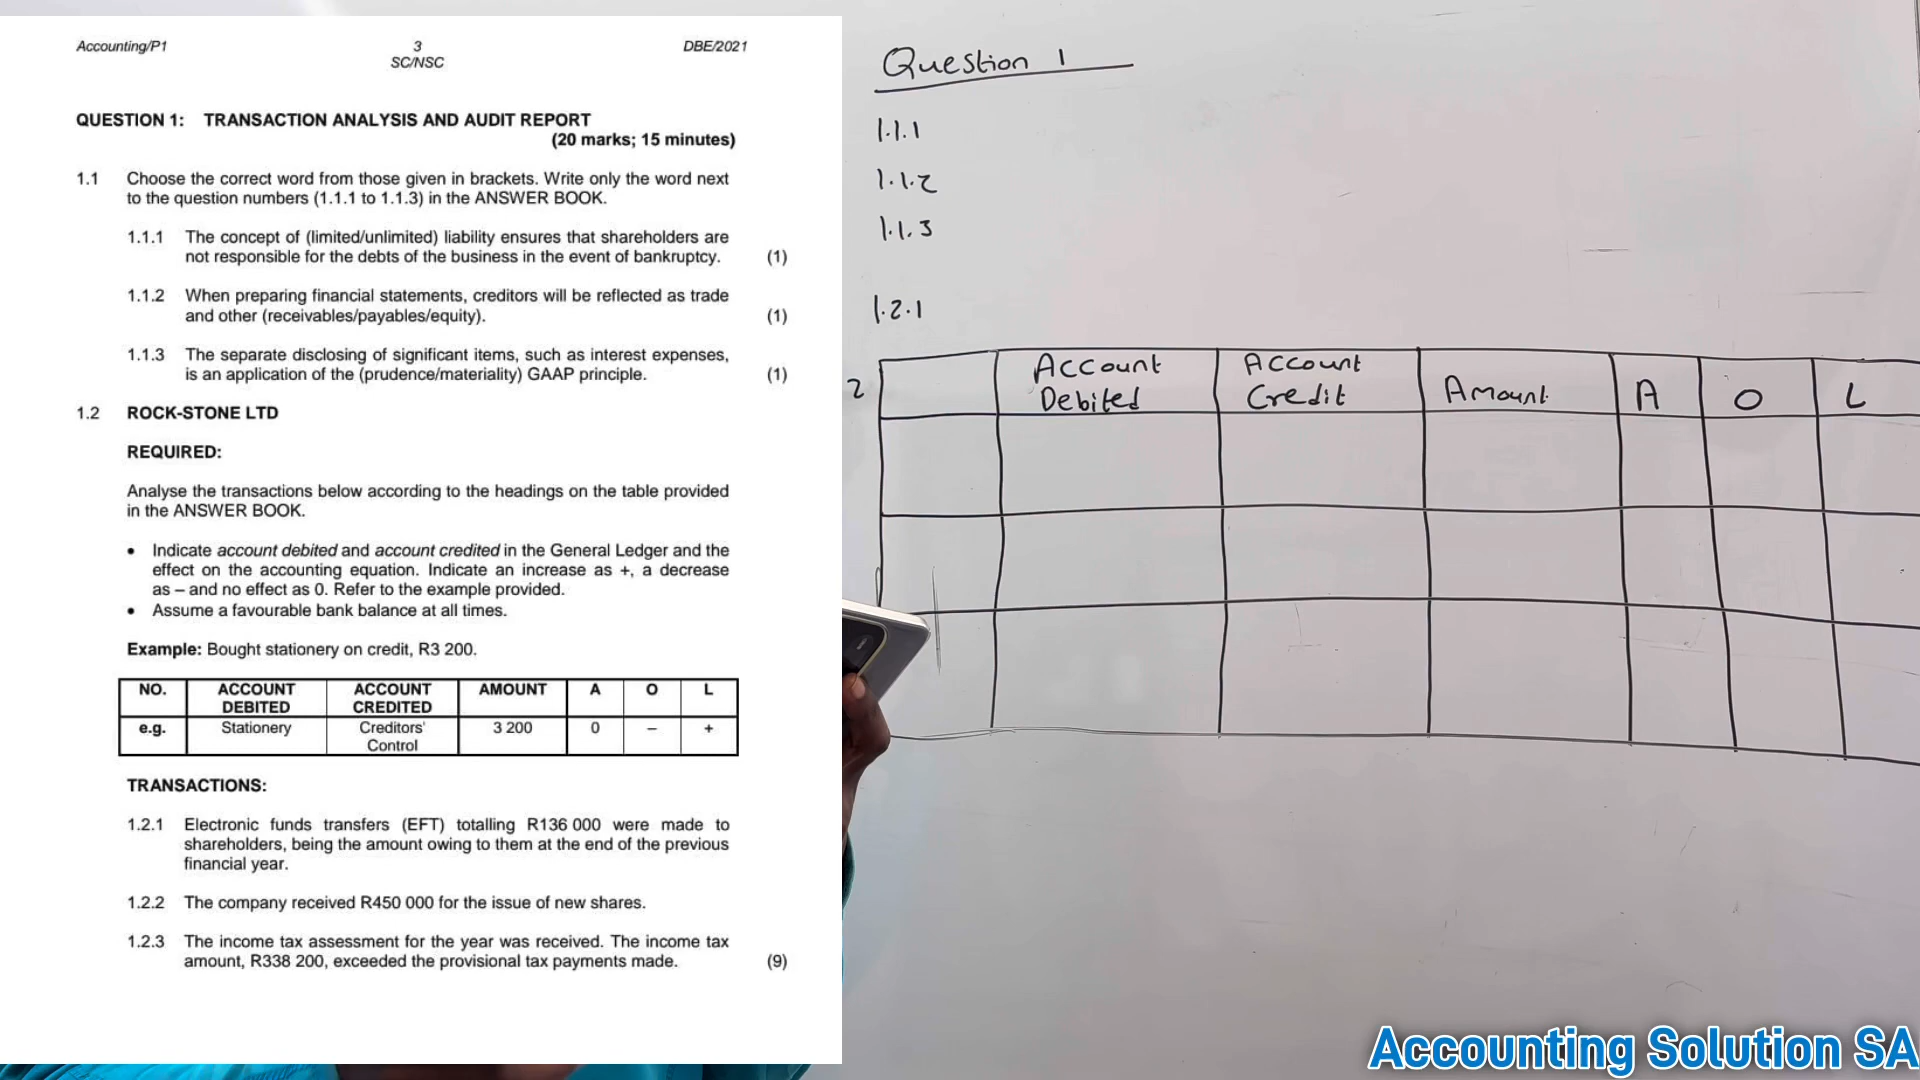 Accounting/P1
3
DBE/2021
SC/NSC
QUESTION 1: TRANSACTION ANALYSIS AND AUDIT REPORT
(20 marks; 15 minutes)
1.1 Choose the correct word from those given in brackets. Write only the word next
to the question numbers (1.1.1 to 1.1.3) in the ANSWER BOOK.
1.1.1 The concept of (limited/unlimited) liability ensures that shareholders are
not responsible for the debts of the business in the event of bankruptcy. (1)
1.1.2 When preparing financial statements, creditors will be reflected as trade
and other (receivables/payables/equity). (1)
1.1.3 The separate disclosing of significant items, such as interest expenses,
is an application of the (prudence/materiality) GAAP principle. (1)
1.2 ROCK-STONE LTD
REQUIRED:
Analyse the transactions below according to the headings on the table provided
in the ANSWER BOOK.
• Indicate account debited and account credited in the General Ledger and the
effect on the accounting equation. Indicate an increase as +, a decrease
as – and no effect as 0. Refer to the example provided.
• Assume a favourable bank balance at all times.
Example: Bought stationery on credit, R3 200.
NO. ACCOUNT DEBITED ACCOUNT CREDITED AMOUNT A O L
e.g. Stationery Creditors' Control 3 200 0 – +
TRANSACTIONS:
1.2.1 Electronic funds transfers (EFT) totalling R136 000 were made to
shareholders, being the amount owing to them at the end of the previous
financial year.
1.2.2 The company received R450 000 for the issue of new shares.
1.2.3 The income tax assessment for the year was received. The income tax
amount, R338 200, exceeded the provisional tax payments made. (9)
Question 1
1.1.1
1.1.2
1.1.3
1.2.1
2
Account Debited Account Credit Amount A O L
Accounting Solution SA